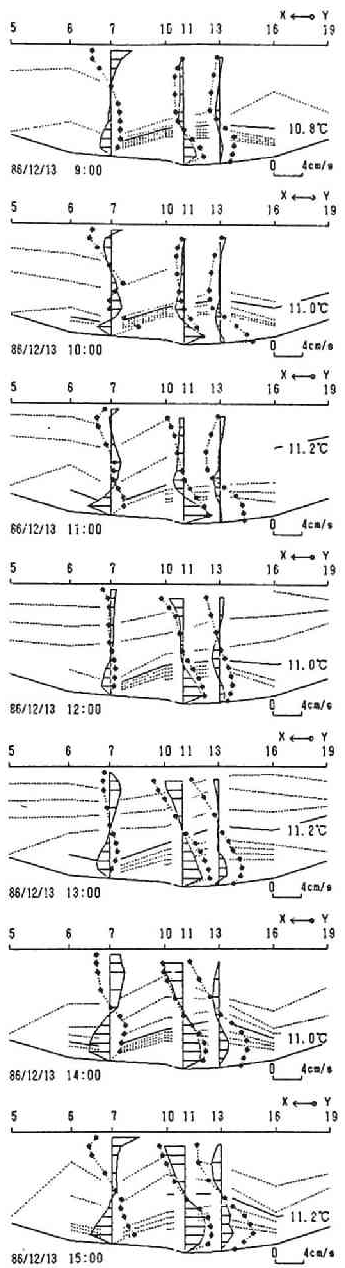 X Y
5 6 7 10 11 13 16 19
10.8℃
86/12/13 9:00 0 4cm/s
X Y
5 6 7 10 11 13 16 19
11.0℃
86/12/13 10:00 0 4cm/s
X Y
5 6 7 10 11 13 16 19
11.2℃
86/12/13 11:00 0 4cm/s
X Y
5 6 7 10 11 13 16 19
11.0℃
86/12/13 12:00 0 4cm/s
X Y
5 6 7 10 11 13 16 19
11.2℃
86/12/13 13:00 0 4cm/s
X Y
5 6 7 10 11 13 16 19
11.0℃
86/12/13 14:00 0 4cm/s
X Y
5 6 7 10 11 13 16 19
11.2℃
86/12/13 15:00 0 4cm/s